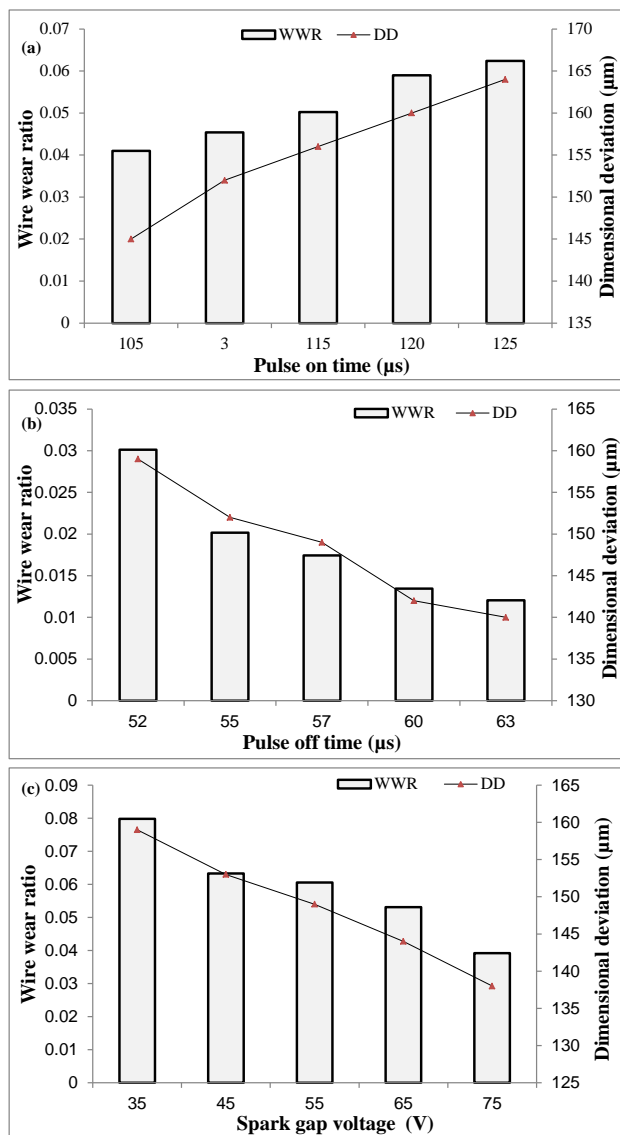 (a)
WWR DD
0.07 170
0.06 165
0.05 160
0.04 155
0.03 150
0.02 145
0.01 140
0 135
Wire wear ratio
Dimensional deviation (µm)
105 3 115 120 125
Pulse on time (µs)
(b)
WWR DD
0.035 165
0.03 160
0.025 155
0.02 150
0.015 145
0.01 140
0.005 135
0 130
Wire wear ratio
Dimensional deviation (µm)
52 55 57 60 63
Pulse off time (µs)
(c)
WWR DD
0.09 165
0.08 160
0.07 155
0.06 150
0.05 145
0.04 140
0.03 135
0.02 130
0.01 125
0
Wire wear ratio
Dimensional deviation (µm)
35 45 55 65 75
Spark gap voltage (V)